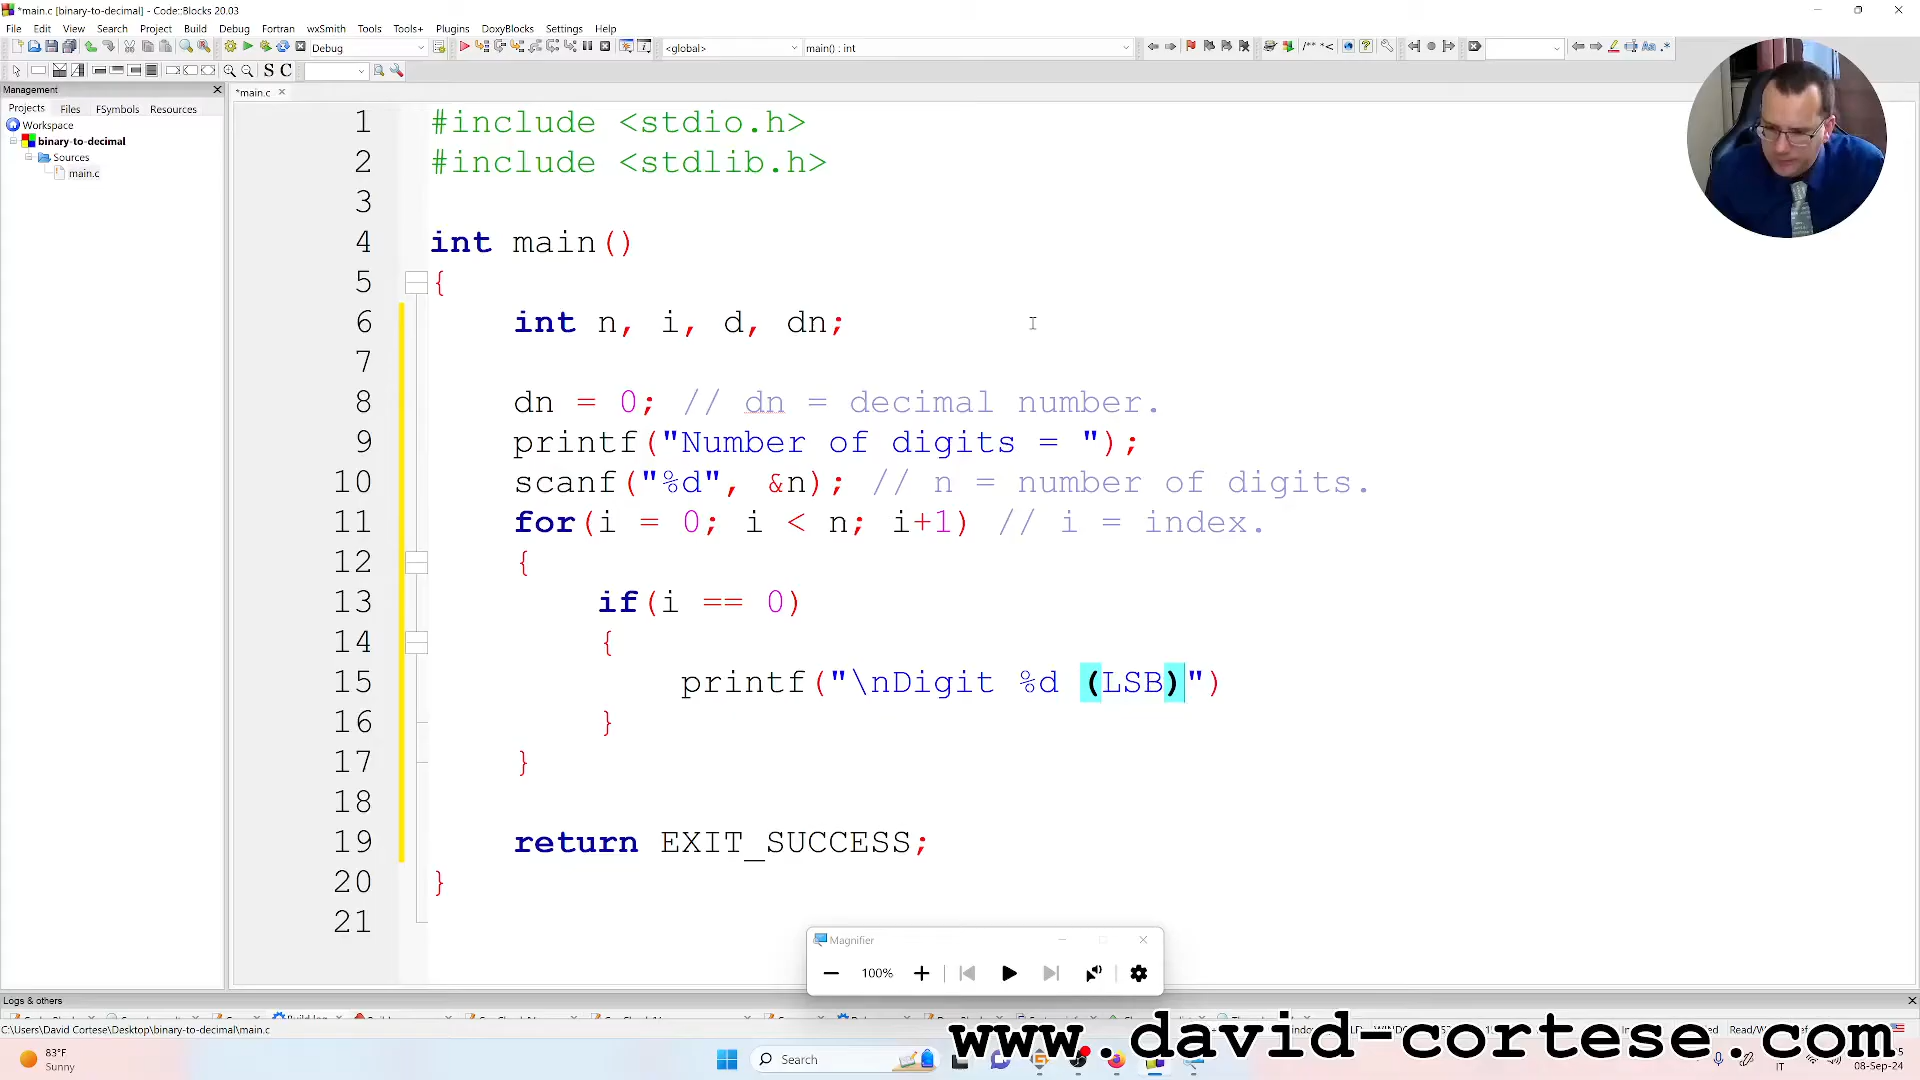 *main.c [binary-to-decimal] - Code::Blocks 20.03
File Edit View Search Project Build Debug Fortran wxSmith Tools Tools+ Plugins DoxyBlocks Settings Help
Debug <global> main() : int
S C
Management
Projects Files FSymbols Resources
Workspace
binary-to-decimal
Sources
main.c
*main.c
1 #include <stdio.h>
2 #include <stdlib.h>
3
4 int main()
5 {
6 int n, i, d, dn;
7
8 dn = 0; // dn = decimal number.
9 printf("Number of digits = ");
10 scanf("%d", &n); // n = number of digits.
11 for(i = 0; i < n; i+1) // i = index.
12 {
13 if(i == 0)
14 {
15 printf("\nDigit %d (LSB)")
16 }
17 }
18
19 return EXIT_SUCCESS;
20 }
21
Magnifier
100%
Logs & others
C:\Users\David Cortese\Desktop\binary-to-decimal\main.c
www.david-cortese.com
83°F
Sunny
Search
IT
08-Sep-24